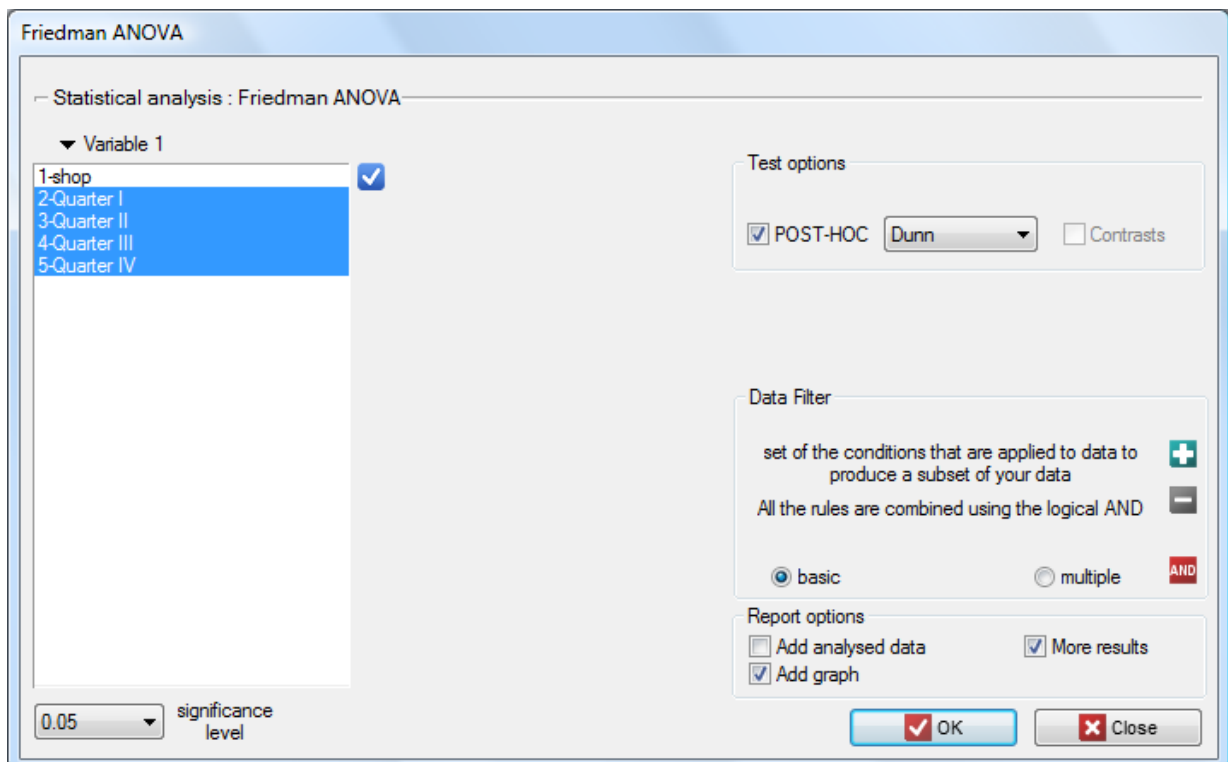 Friedman ANOVA
Statistical analysis : Friedman ANOVA
Variable 1
1-shop
2-Quarter I
3-Quarter II
4-Quarter III
5-Quarter IV
Test options
POST-HOC Dunn Contrasts
Data Filter
set of the conditions that are applied to data to
produce a subset of your data
All the rules are combined using the logical AND
basic multiple AND
Report options
Add analysed data More results
Add graph
0.05 significance
level
OK Close